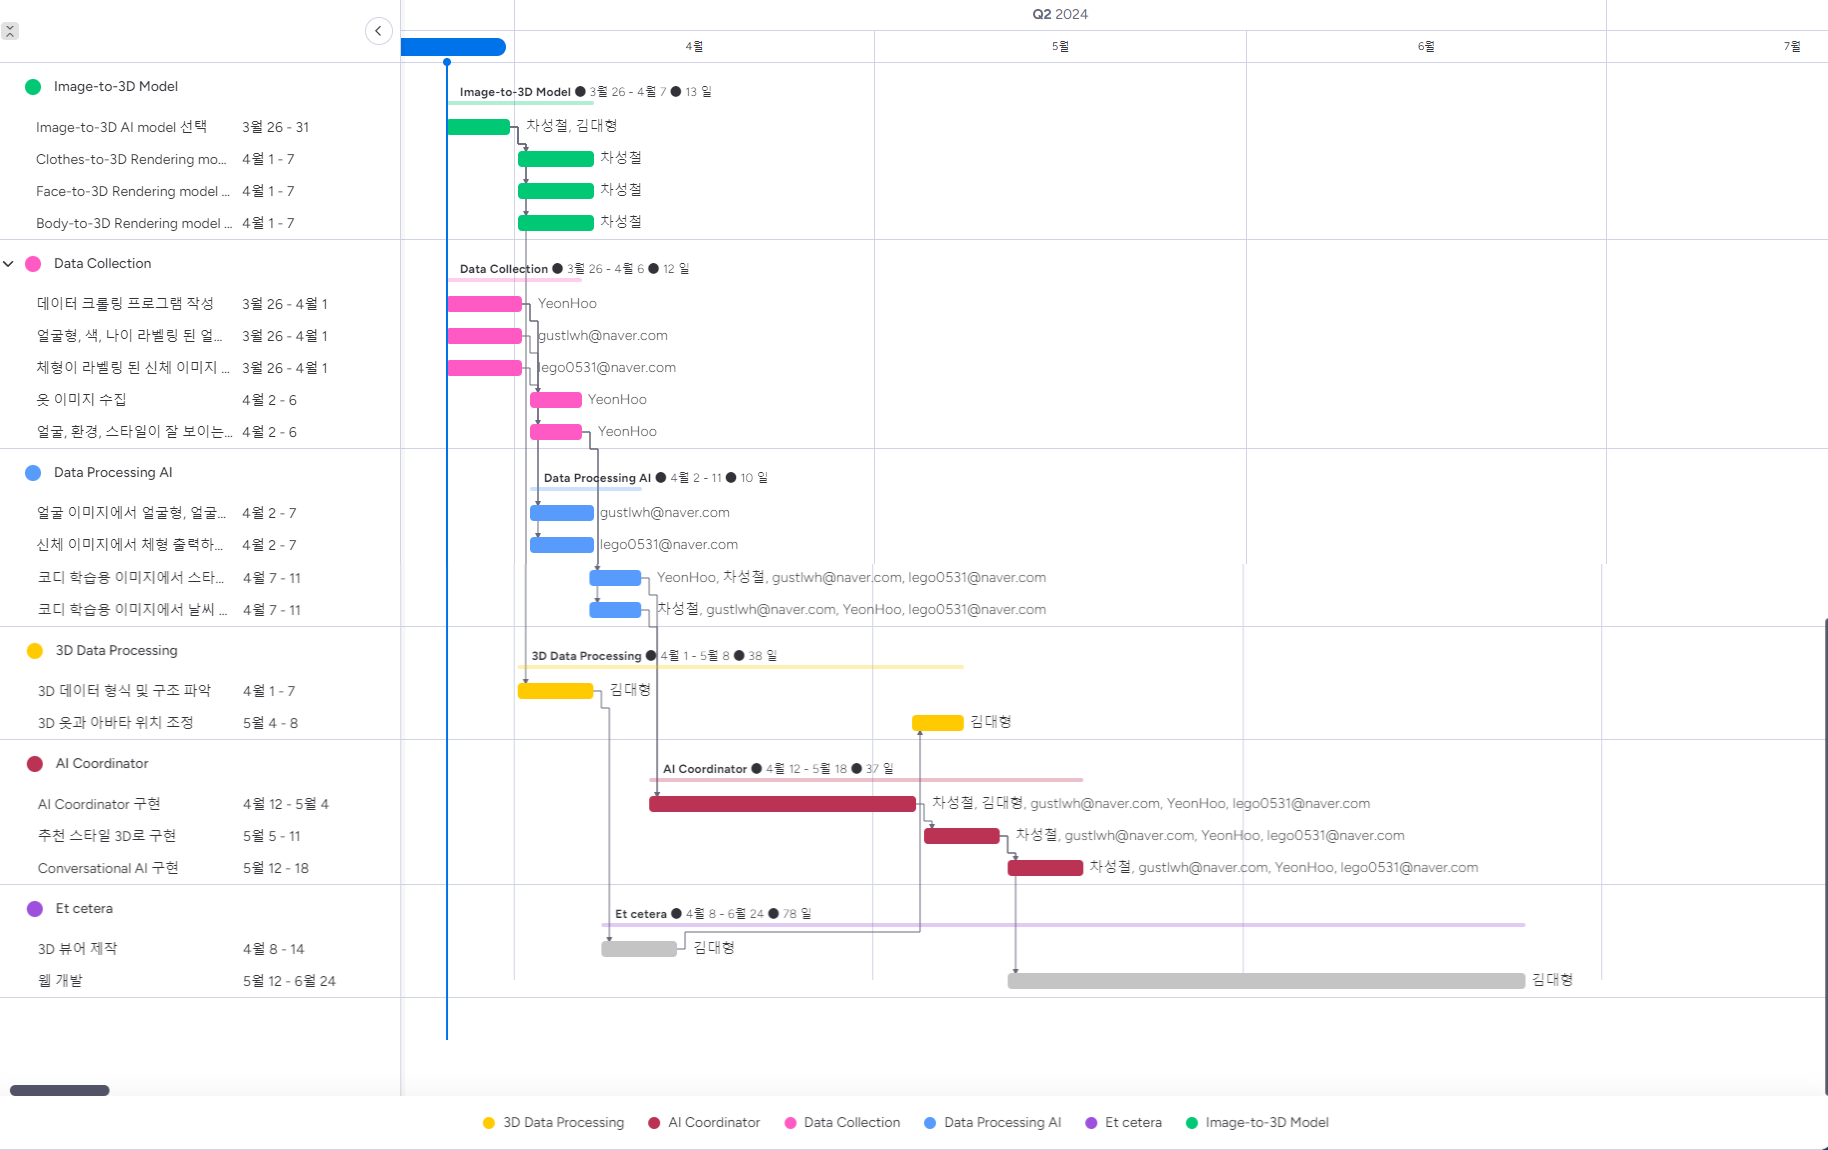 Q2 2024
4월 5월 6월 7월
Image-to-3D Model
Image-to-3D Model ● 3월 26 - 4월 7 ● 13 일
Image-to-3D AI model 선택 3월 26 - 31 차성철, 김대형
Clothes-to-3D Rendering mo... 4월 1 - 7 차성철
Face-to-3D Rendering model ... 4월 1 - 7 차성철
Body-to-3D Rendering model ... 4월 1 - 7 차성철
Data Collection
Data Collection ● 3월 26 - 4월 6 ● 12 일
데이터 크롤링 프로그램 작성 3월 26 - 4월 1 YeonHoo
얼굴형, 색, 나이 라벨링 된 얼... 3월 26 - 4월 1 gustlwh@naver.com
체형이 라벨링 된 신체 이미지 ... 3월 26 - 4월 1 lego0531@naver.com
옷 이미지 수집 4월 2 - 6 YeonHoo
얼굴, 환경, 스타일이 잘 보이는... 4월 2 - 6 YeonHoo
Data Processing AI
Data Processing AI ● 4월 2 - 11 ● 10 일
얼굴 이미지에서 얼굴형, 얼굴... 4월 2 - 7 gustlwh@naver.com
신체 이미지에서 체형 출력하... 4월 2 - 7 lego0531@naver.com
코디 학습용 이미지에서 스타... 4월 7 - 11 YeonHoo, 차성철, gustlwh@naver.com, lego0531@naver.com
코디 학습용 이미지에서 날씨 ... 4월 7 - 11 차성철, gustlwh@naver.com, YeonHoo, lego0531@naver.com
3D Data Processing
3D Data Processing ● 4월 1 - 5월 8 ● 38 일
3D 데이터 형식 및 구조 파악 4월 1 - 7 김대형
3D 옷과 아바타 위치 조정 5월 4 - 8 김대형
AI Coordinator
AI Coordinator ● 4월 12 - 5월 18 ● 37 일
AI Coordinator 구현 4월 12 - 5월 4 차성철, 김대형, gustlwh@naver.com, YeonHoo, lego0531@naver.com
추천 스타일 3D로 구현 5월 5 - 11 차성철, gustlwh@naver.com, YeonHoo, lego0531@naver.com
Conversational AI 구현 5월 12 - 18 차성철, gustlwh@naver.com, YeonHoo, lego0531@naver.com
Et cetera
Et cetera ● 4월 8 - 6월 24 ● 78 일
3D 뷰어 제작 4월 8 - 14 김대형
웹 개발 5월 12 - 6월 24 김대형
3D Data Processing AI Coordinator Data Collection Data Processing AI Et cetera Image-to-3D Model